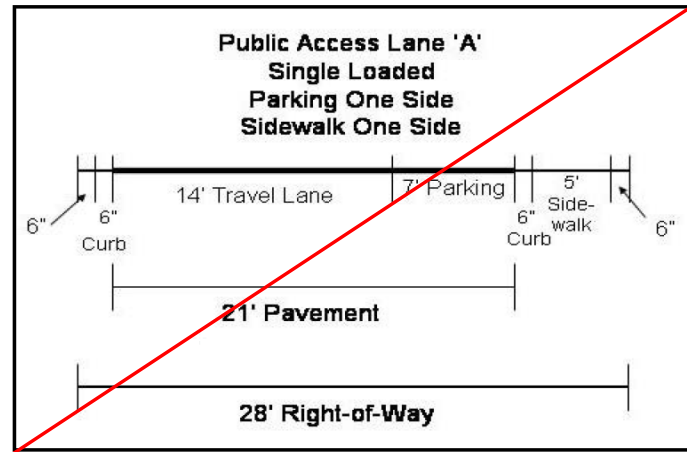 Public Access Lane 'A'
Single Loaded
Parking One Side
Sidewalk One Side
14' Travel Lane
7' Parking
6"
6"
Curb
6"
Curb
5'
Side-
walk
6"
21' Pavement
28' Right-of-Way